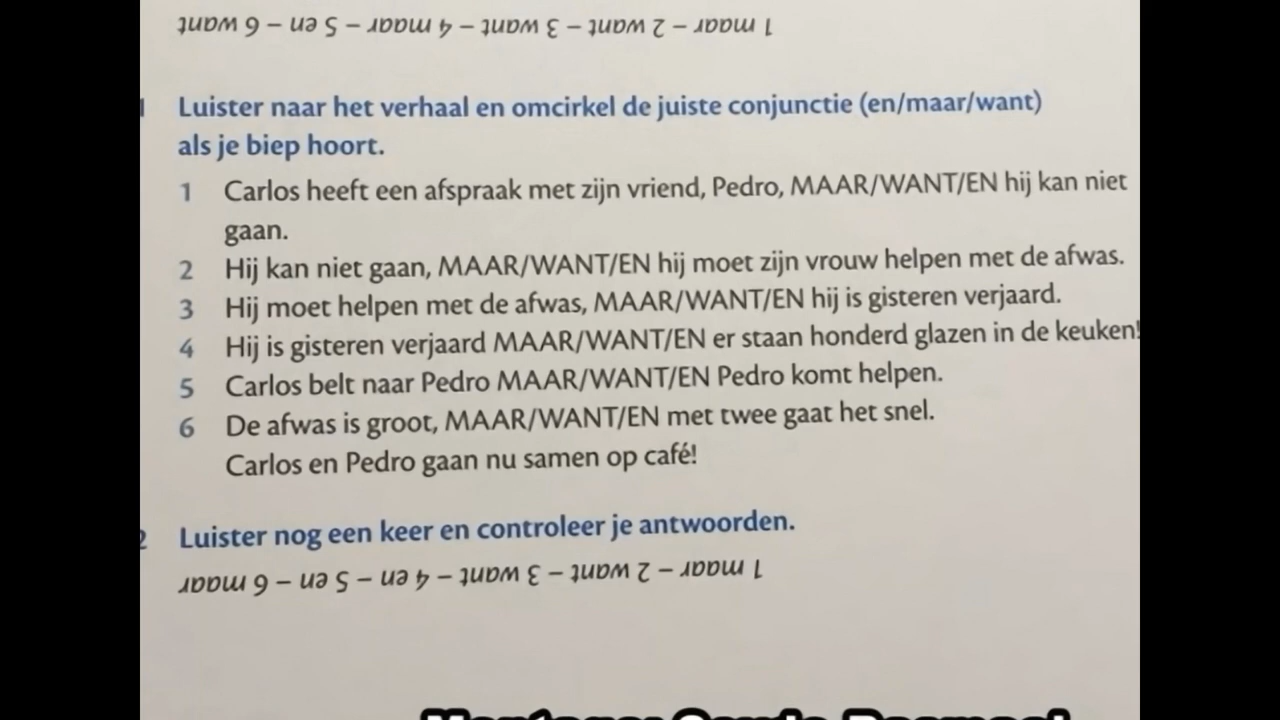 1 maar – 2 want – 3 want – 4 maar – 5 en – 6 want
Luister naar het verhaal en omcirkel de juiste conjunctie (en/maar/want)
als je biep hoort.
1 Carlos heeft een afspraak met zijn vriend, Pedro, MAAR/WANT/EN hij kan niet
gaan.
2 Hij kan niet gaan, MAAR/WANT/EN hij moet zijn vrouw helpen met de afwas.
3 Hij moet helpen met de afwas, MAAR/WANT/EN hij is gisteren verjaard.
4 Hij is gisteren verjaard MAAR/WANT/EN er staan honderd glazen in de keuken!
5 Carlos belt naar Pedro MAAR/WANT/EN Pedro komt helpen.
6 De afwas is groot, MAAR/WANT/EN met twee gaat het snel.
Carlos en Pedro gaan nu samen op café!
2 Luister nog een keer en controleer je antwoorden.
1 maar – 2 want – 3 want – 4 en – 5 en – 6 maar